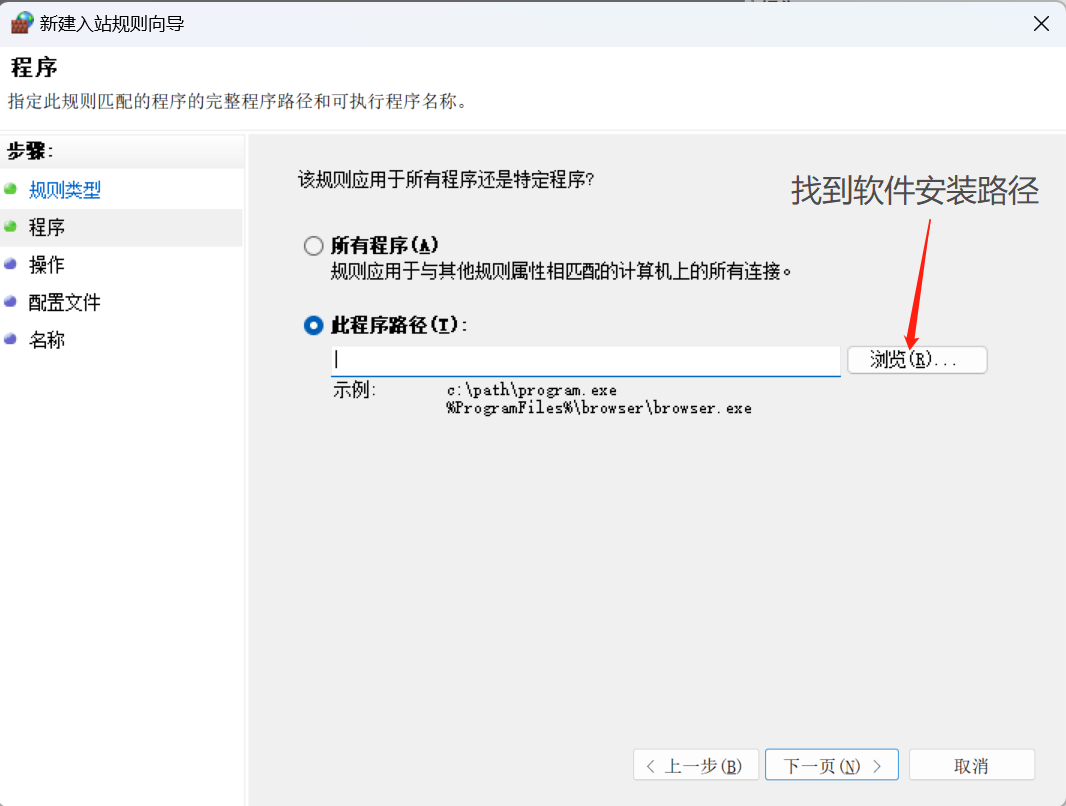 新建入站规则向导
程序
指定此规则匹配的程序的完整程序路径和可执行程序名称。
步骤:
规则类型
程序
操作
配置文件
名称
该规则应用于所有程序还是特定程序?
找到软件安装路径
所有程序(A)
规则应用于与其他规则属性相匹配的计算机上的所有连接。
此程序路径(T):
浏览(R)...
示例: c:\path\program.exe
%ProgramFiles%\browser\browser.exe
< 上一步(B) 下一页(N) > 取消